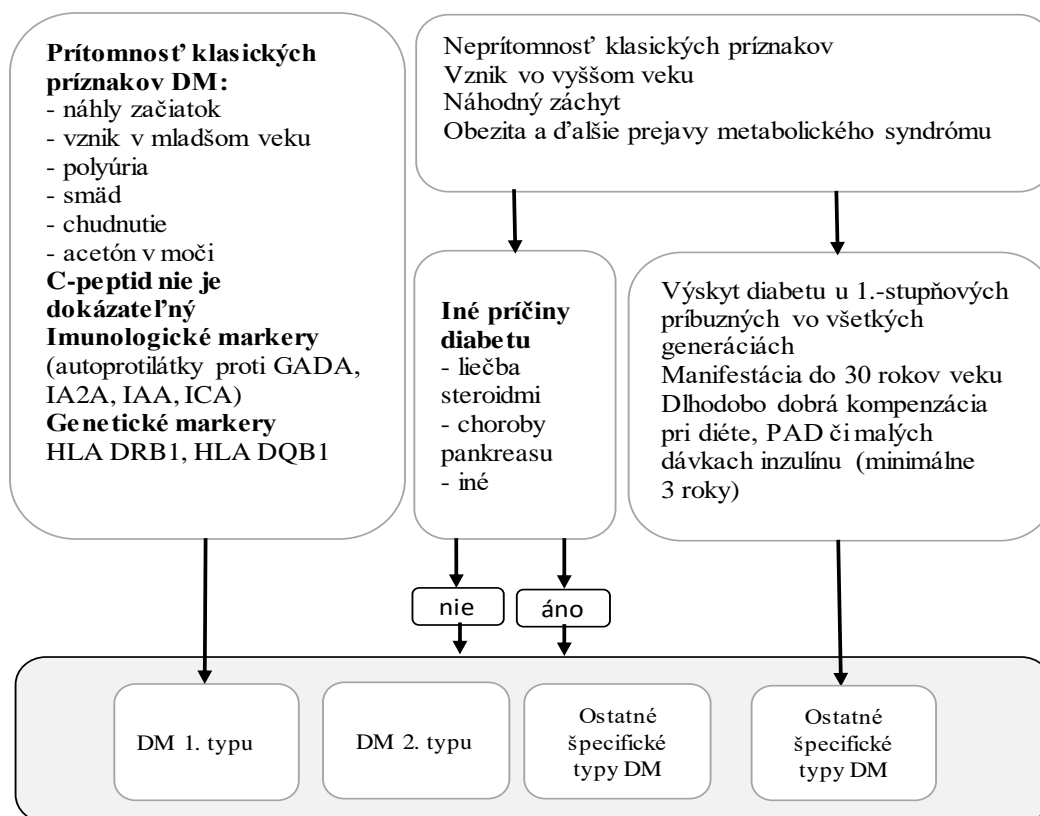 Prítomnosť klasických
príznakov DM:
- náhly začiatok
- vznik v mladšom veku
- polyúria
- smäd
- chudnutie
- acetón v moči
C-peptid nie je
dokázateľný
Imunologické markery
(autoprotilátky proti GADA,
IA2A, IAA, ICA)
Genetické markery
HLA DRB1, HLA DQB1
Neprítomnosť klasických príznakov
Vznik vo vyššom veku
Náhodný záchyt
Obezita a ďalšie prejavy metabolického syndrómu
Iné príčiny
diabetu
- liečba
steroidmi
- choroby
pankreasu
- iné
Výskyt diabetu u 1.-stupňových
príbuzných vo všetkých
generáciách
Manifestácia do 30 rokov veku
Dlhodobo dobrá kompenzácia
pri diéte, PAD či malých
dávkach inzulínu (minimálne
3 roky)
nie
áno
DM 1. typu
DM 2. typu
Ostatné
špecifické
typy DM
Ostatné
špecifické
typy DM